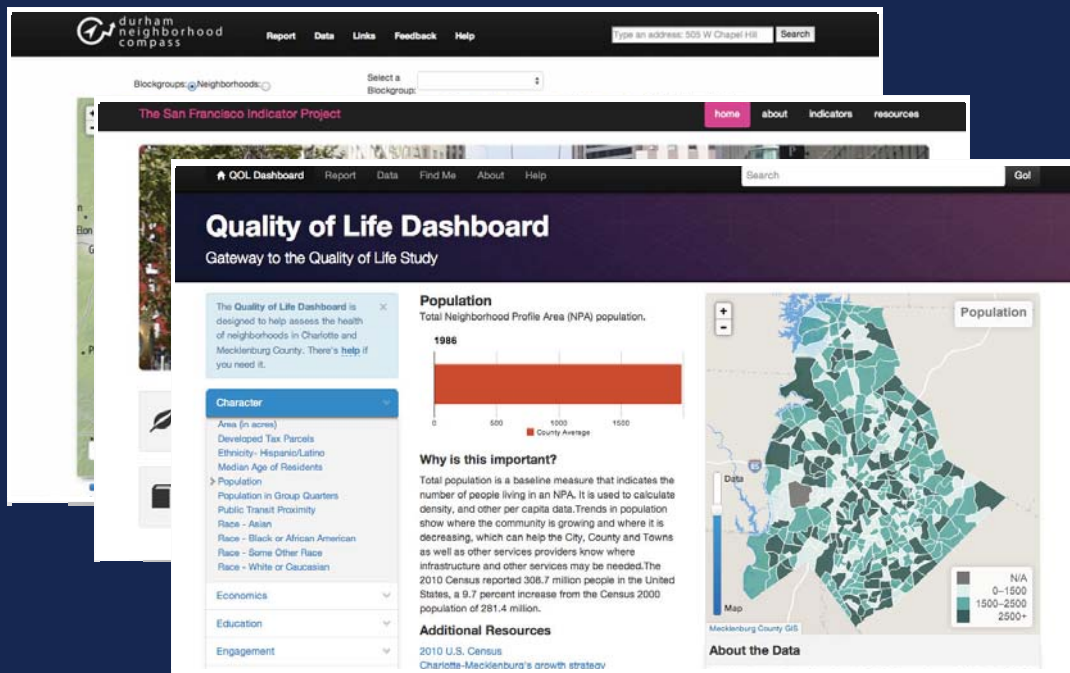 durham
neighborhood
compass
Report Data Links Feedback Help
Type an address: 505 W Chapel Hill Search
Blockgroups: Neighborhoods:
Select a
Blockgroup:
The San Francisco Indicator Project
home about indicators resources
QOL Dashboard Report Data Find Me About Help
Search Go!
Quality of Life Dashboard
Gateway to the Quality of Life Study
The Quality of Life Dashboard is
designed to help assess the health
of neighborhoods in Charlotte and
Mecklenburg County. There's help if
you need it.
Character
Area (in acres)
Developed Tax Parcels
Ethnicity- Hispanic/Latino
Median Age of Residents
Population
Population in Group Quarters
Public Transit Proximity
Race - Asian
Race - Black or African American
Race - Some Other Race
Race - White or Caucasian
Economics
Education
Engagement
Population
Total Neighborhood Profile Area (NPA) population.
1986
0 500 1000 1500
County Average
Why is this important?
Total population is a baseline measure that indicates the
number of people living in an NPA. It is used to calculate
density, and other per capita data.Trends in population
show where the community is growing and where it is
decreasing, which can help the City, County and Towns
as well as other services providers know where
infrastructure and other services may be needed.The
2010 Census reported 308.7 million people in the United
States, a 9.7 percent increase from the Census 2000
population of 281.4 million.
Additional Resources
2010 U.S. Census
Charlotte-Mecklenburg's growth strategy
+
-
Population
85
Data
Map
N/A
0–1500
1500–2500
2500+
Mecklenburg County GIS
About the Data